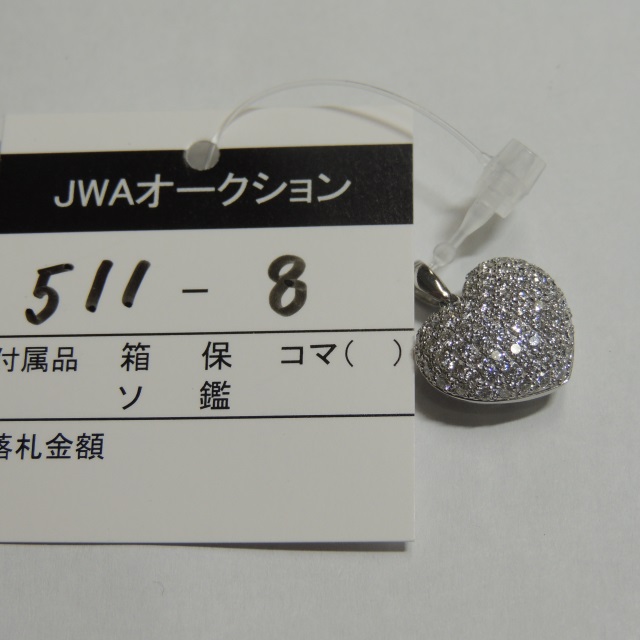 JWAオークション
511 - 8
付属品 箱 保 コマ( )
ソ 鑑
落札金額